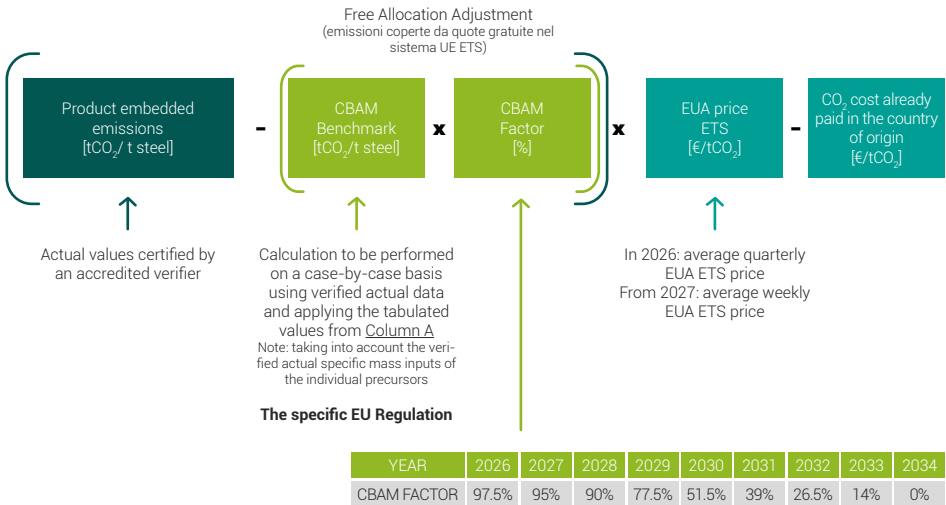 Free Allocation Adjustment
(emissioni coperte da quote gratuite nel
sistema UE ETS)
Product embedded
emissions
[tCO₂/ t steel]
-
CBAM
Benchmark
[tCO₂/t steel]
x
CBAM
Factor
[%]
x
EUA price
ETS
[€/tCO₂]
-
CO₂ cost already
paid in the country
of origin
[€/tCO₂]
Actual values certified by
an accredited verifier
Calculation to be performed
on a case-by-case basis
using verified actual data
and applying the tabulated
values from Column A
Note: taking into account the veri-
fied actual specific mass inputs of
the individual precursors
The specific EU Regulation
In 2026: average quarterly
EUA ETS price
From 2027: average weekly
EUA ETS price
YEAR 2026 2027 2028 2029 2030 2031 2032 2033 2034
CBAM FACTOR 97.5% 95% 90% 77.5% 51.5% 39% 26.5% 14% 0%